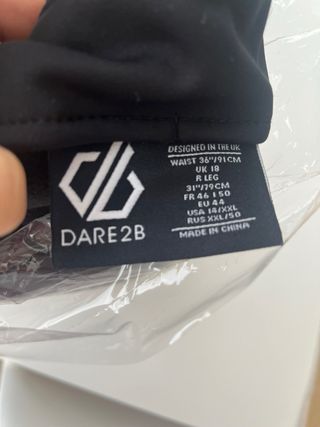 DARE2B
DESIGNED IN THE UK
WAIST 36"/91CM
UK 18
R LEG
31"/79CM
FR 46 I 50
EU 44
USA 14/XXL
RUS XXL/50
MADE IN CHINA